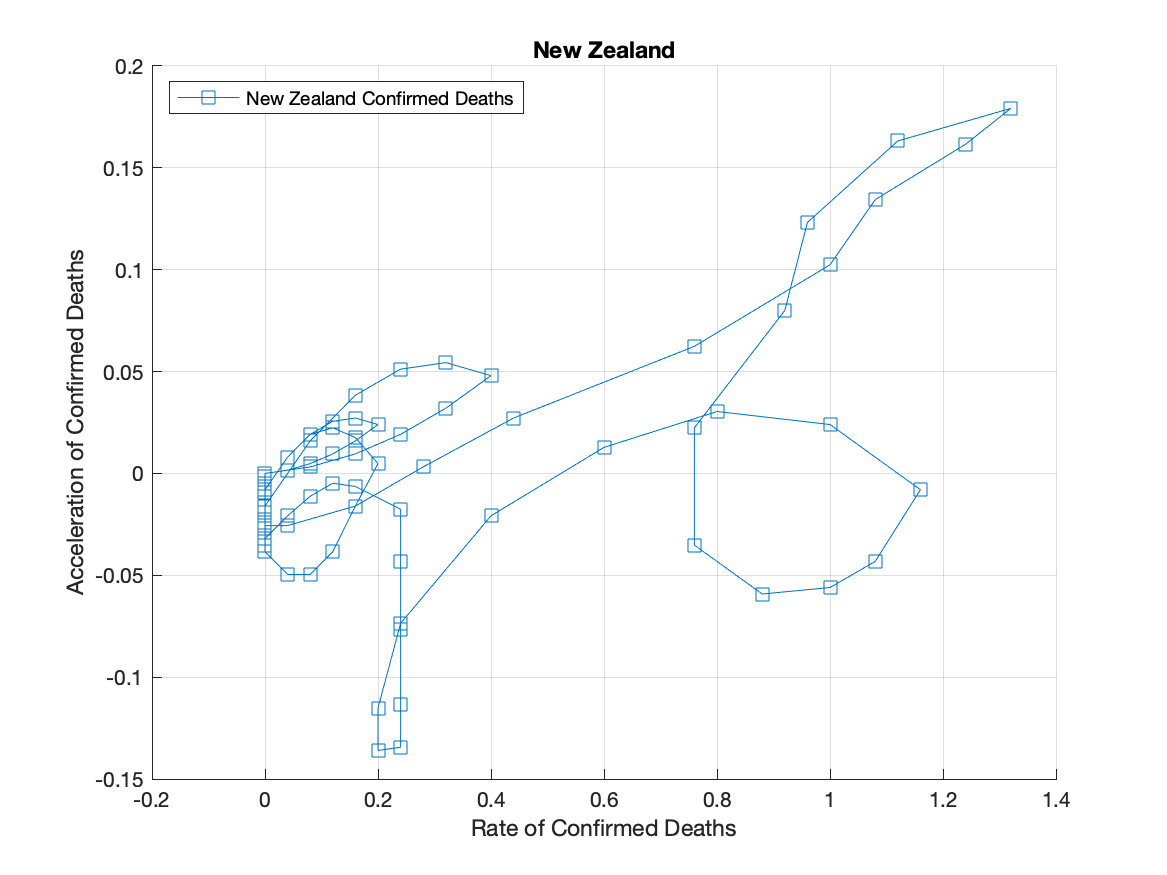 New Zealand
New Zealand Confirmed Deaths
0.2
0.15
0.1
0.05
0
-0.05
-0.1
-0.15
Acceleration of Confirmed Deaths
-0.2 0 0.2 0.4 0.6 0.8 1 1.2 1.4
Rate of Confirmed Deaths